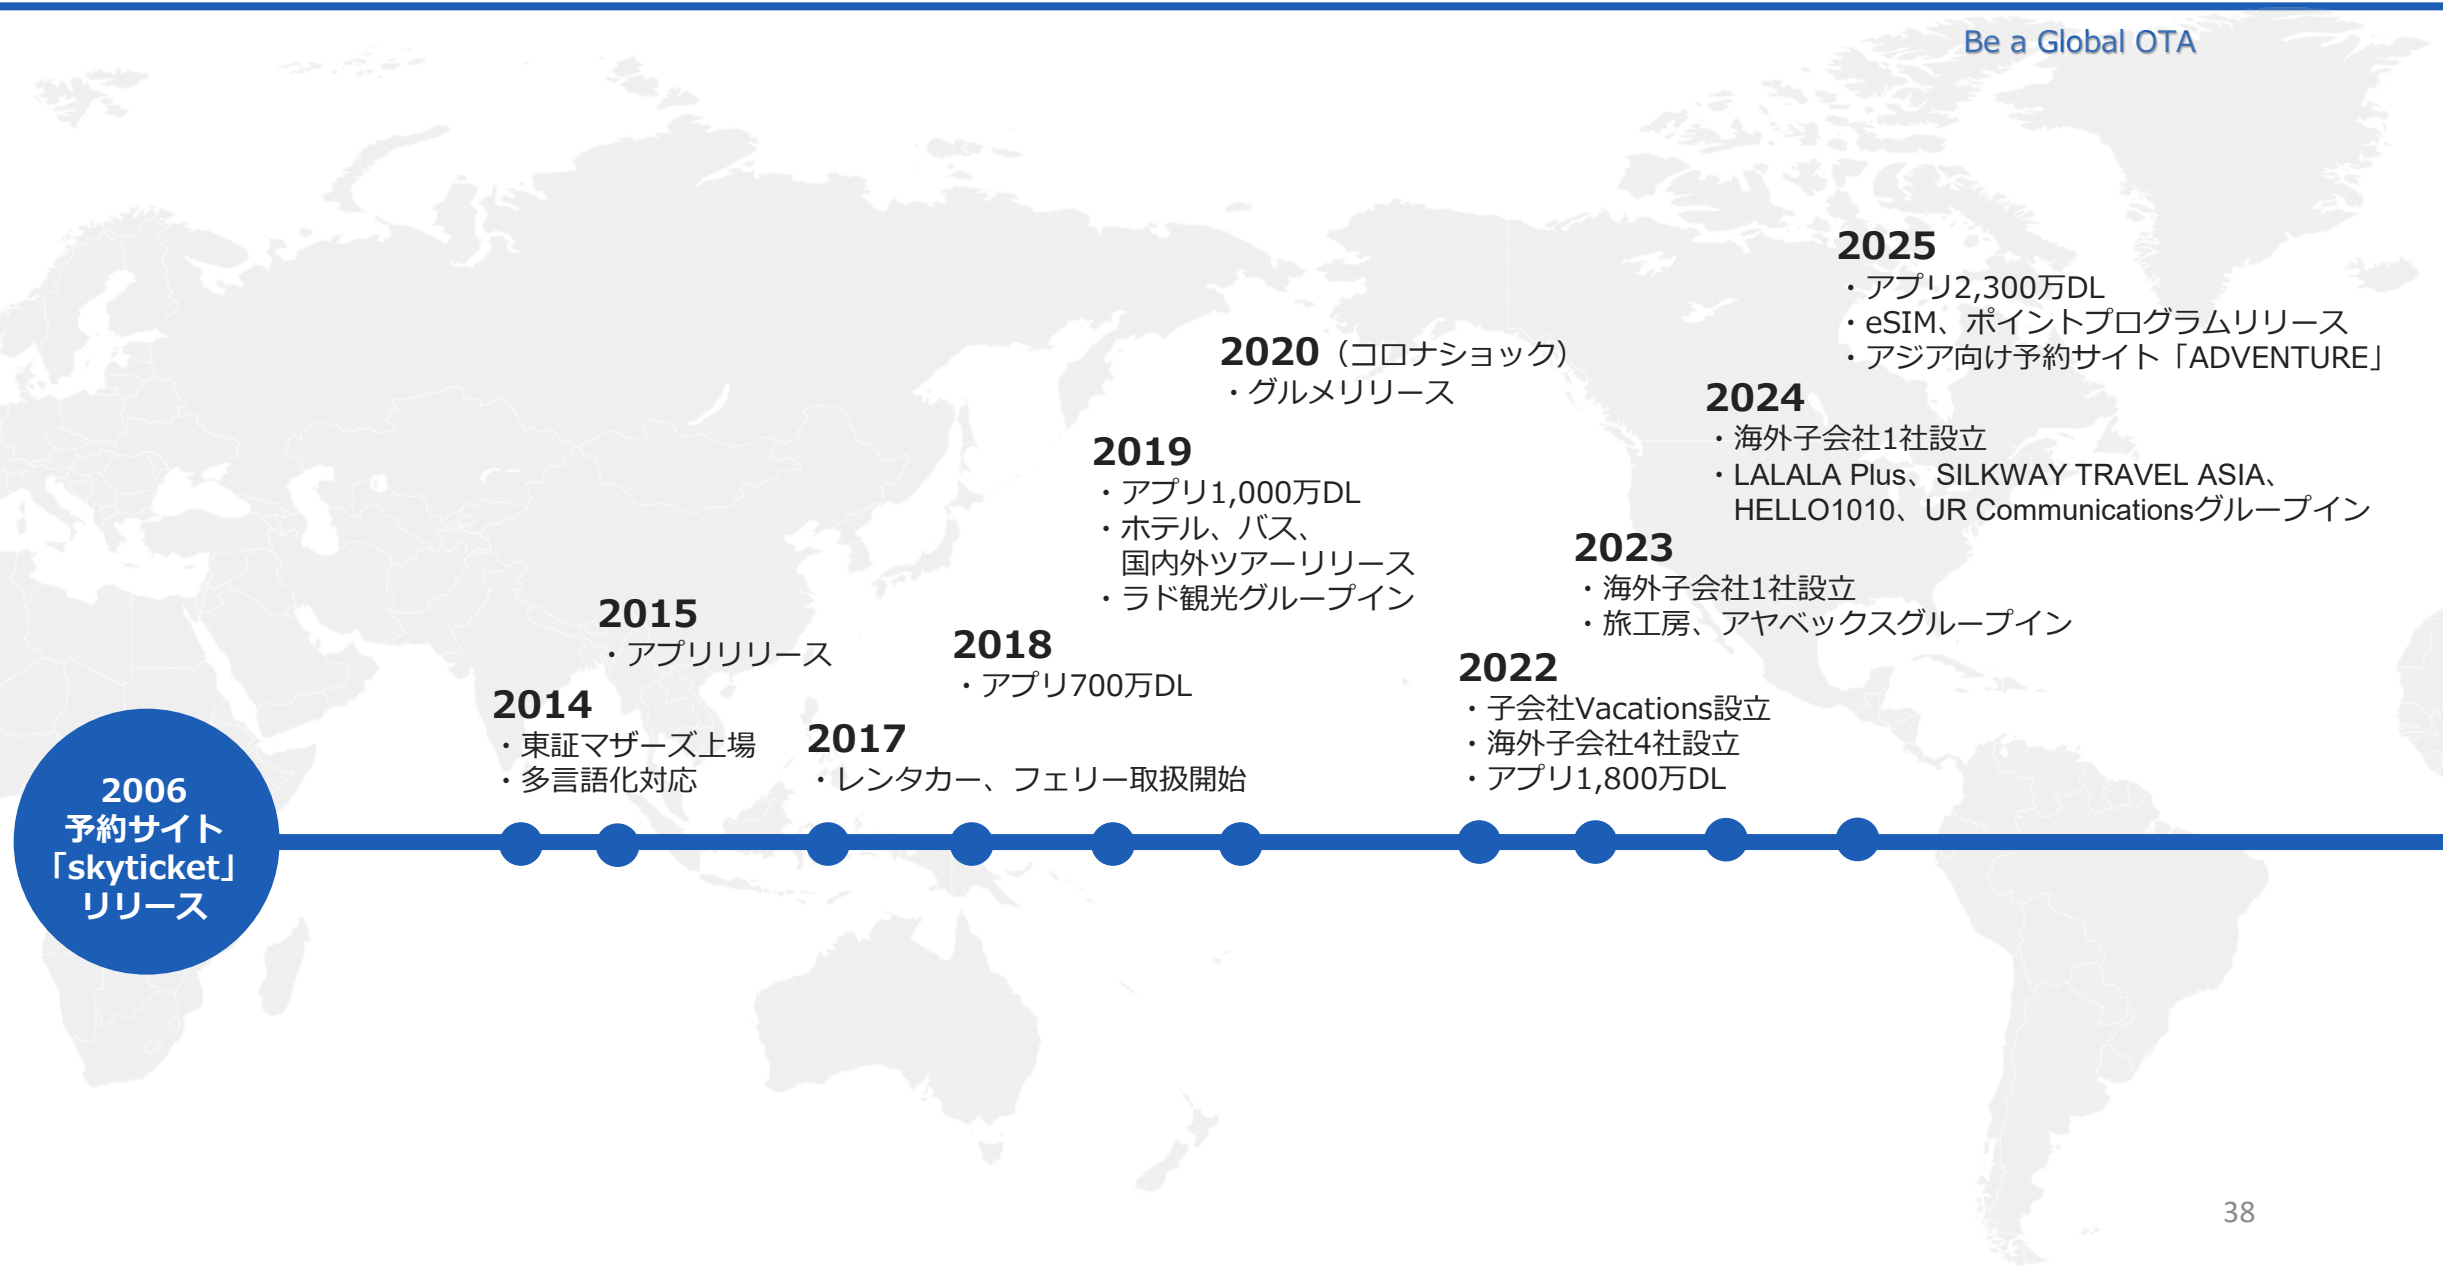 Be a Global OTA
2006
予約サイト
「skyticket」
リリース
2014
・東証マザーズ上場
・多言語化対応
2015
・アプリリリース
2017
・レンタカー、フェリー取扱開始
2018
・アプリ700万DL
2019
・アプリ1,000万DL
・ホテル、バス、
国内外ツアーリリース
・ラド観光グループイン
2020（コロナショック）
・グルメリリース
2022
・子会社Vacations設立
・海外子会社4社設立
・アプリ1,800万DL
2023
・海外子会社1社設立
・旅工房、アヤベックスグループイン
2024
・海外子会社1社設立
・LALALA Plus、SILKWAY TRAVEL ASIA、
HELLO1010、UR Communicationsグループイン
2025
・アプリ2,300万DL
・eSIM、ポイントプログラムリリース
・アジア向け予約サイト「ADVENTURE」
38